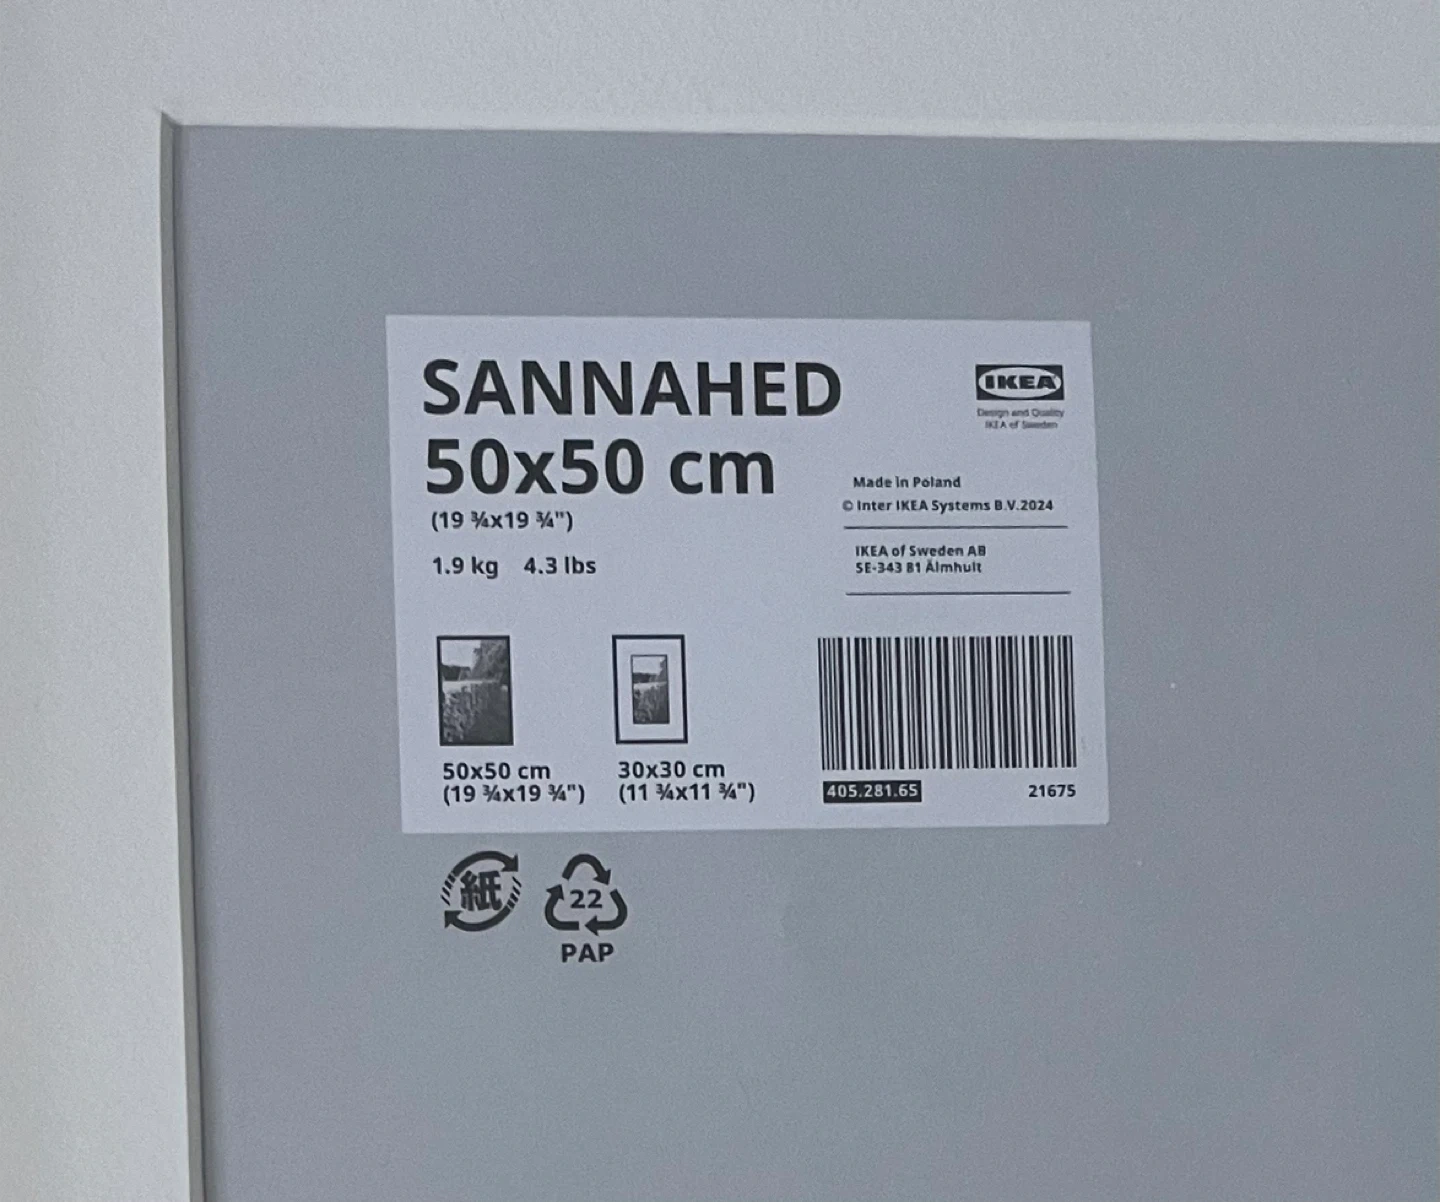 SANNAHED
50x50 cm
(19 ¾x19 ¾")
1.9 kg 4.3 lbs
IKEA
Design and Quality
IKEA of Sweden
Made in Poland
© Inter IKEA Systems B.V.2024
IKEA of Sweden AB
SE-343 81 Älmhult
50x50 cm
(19 ¾x19 ¾")
30x30 cm
(11 ¾x11 ¾")
405.281.65
21675
紙
22
PAP